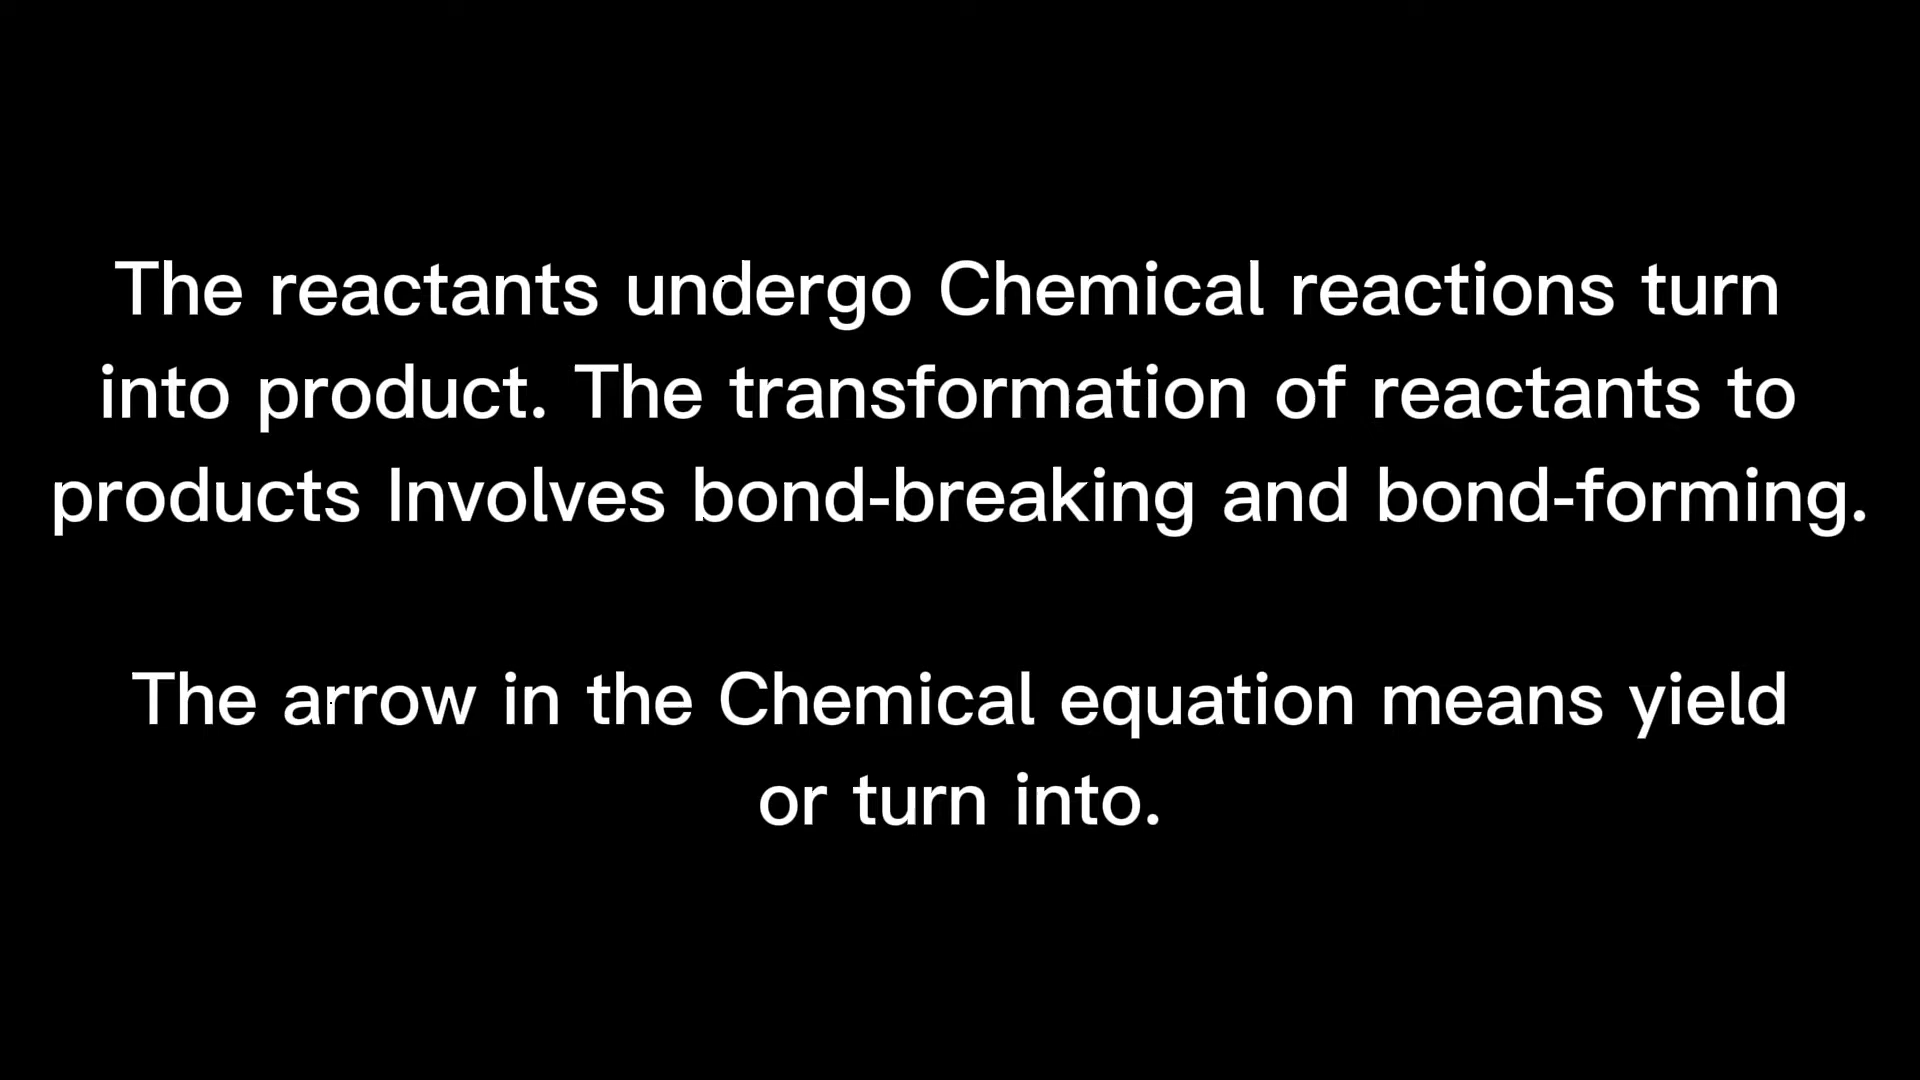 The reactants undergo Chemical reactions turn
into product. The transformation of reactants to
products Involves bond-breaking and bond-forming.
The arrow in the Chemical equation means yield
or turn into.